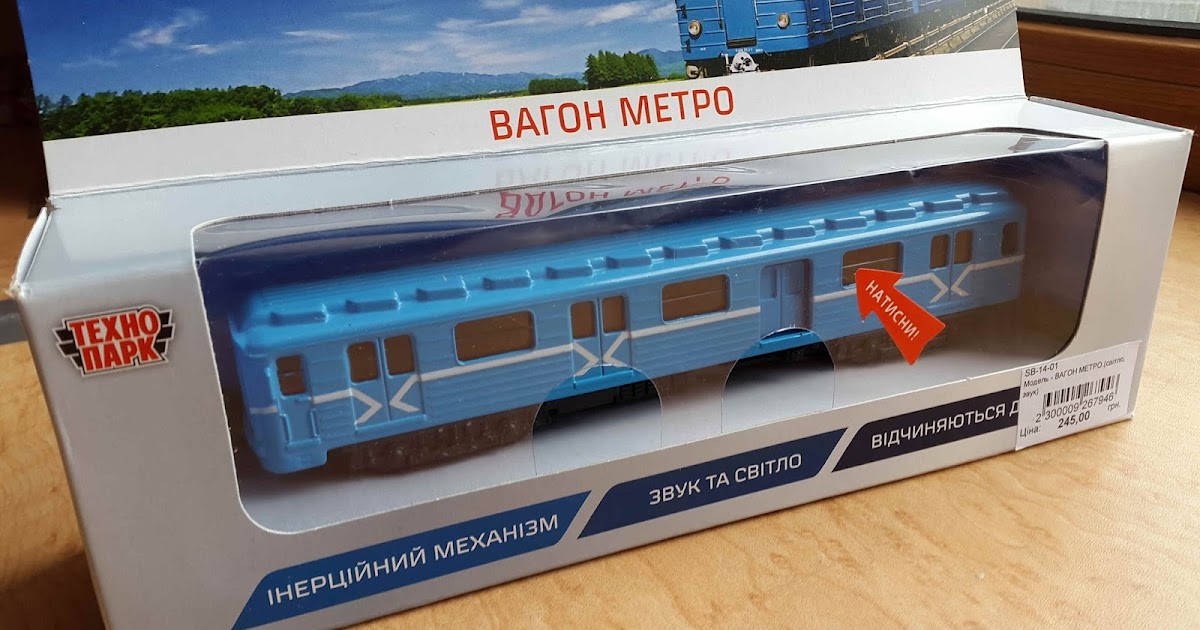 ВАГОН МЕТРО
ТЕХНО
ПАРК
НАТИСНИ!
SB-14-01
Модель - ВАГОН МЕТРО (світло,
звук)
2 300009 267946
Ціна: 245,00 грн.
ІНЕРЦІЙНИЙ МЕХАНІЗМ
ЗВУК ТА СВІТЛО
ВІДЧИНЯЮТЬСЯ